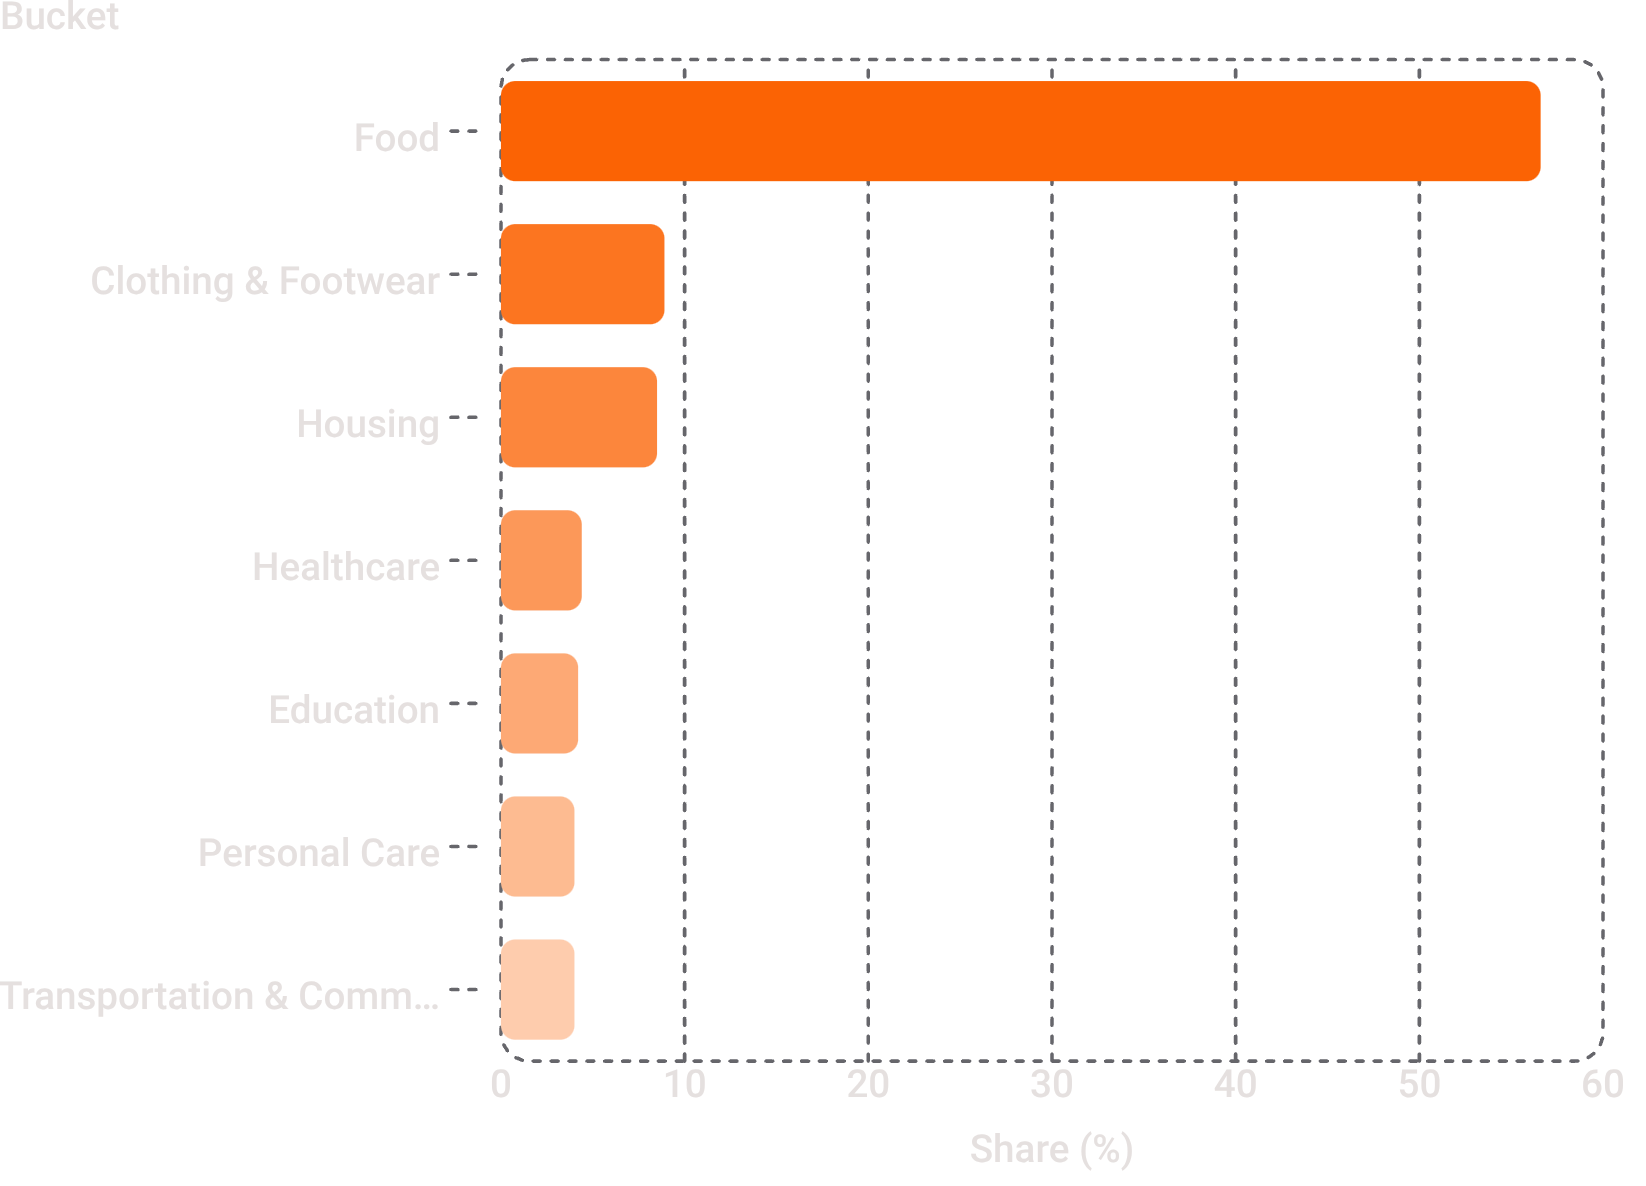 Bucket
Food
Clothing & Footwear
Housing
Healthcare
Education
Personal Care
Transportation & Comm...
0 10 20 30 40 50 60
Share (%)